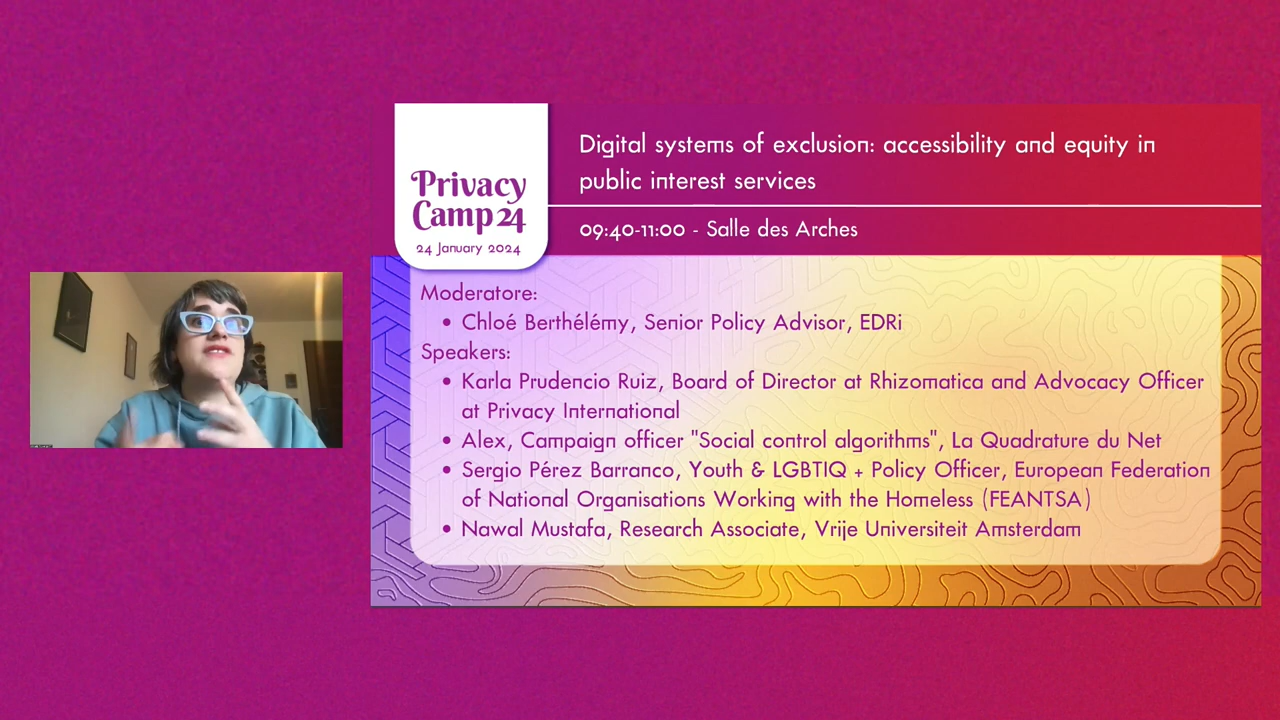 Privacy
Camp 24
24 January 2024
Digital systems of exclusion: accessibility and equity in
public interest services
09:40-11:00 - Salle des Arches
Moderatore:
• Chloé Berthélémy, Senior Policy Advisor, EDRi
Speakers:
• Karla Prudencio Ruiz, Board of Director at Rhizomatica and Advocacy Officer
at Privacy International
• Alex, Campaign officer "Social control algorithms", La Quadrature du Net
• Sergio Pérez Barranco, Youth & LGBTIQ + Policy Officer, European Federation
of National Organisations Working with the Homeless (FEANTSA)
• Nawal Mustafa, Research Associate, Vrije Universiteit Amsterdam